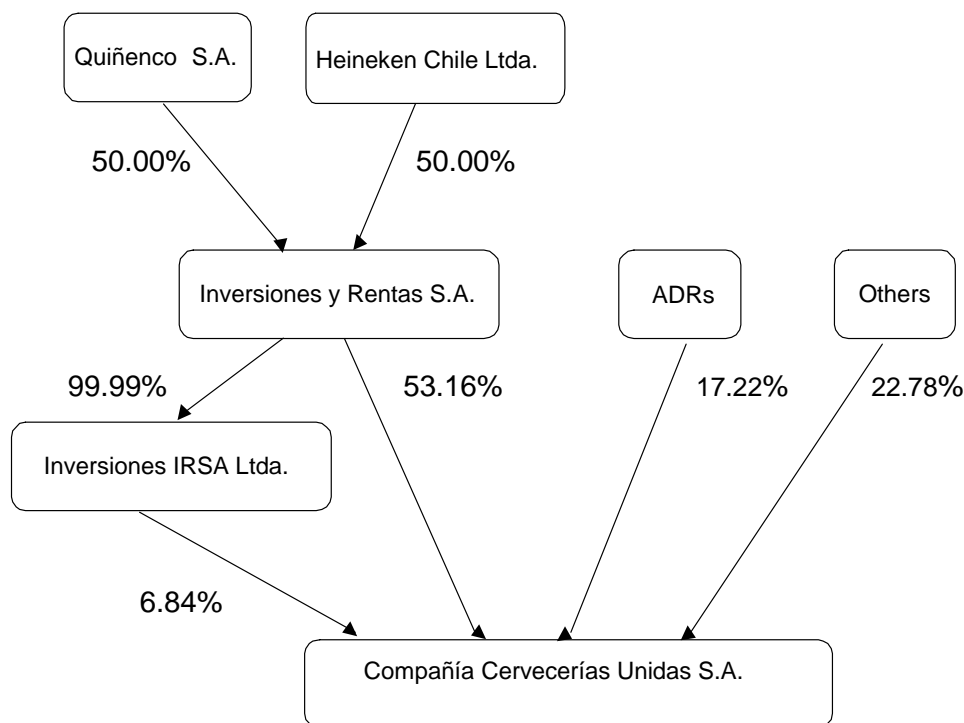 Quiñenco S.A.
Heineken Chile Ltda.
50.00%
50.00%
Inversiones y Rentas S.A.
ADRs
Others
99.99%
53.16%
17.22%
22.78%
Inversiones IRSA Ltda.
6.84%
Compañía Cervecerías Unidas S.A.